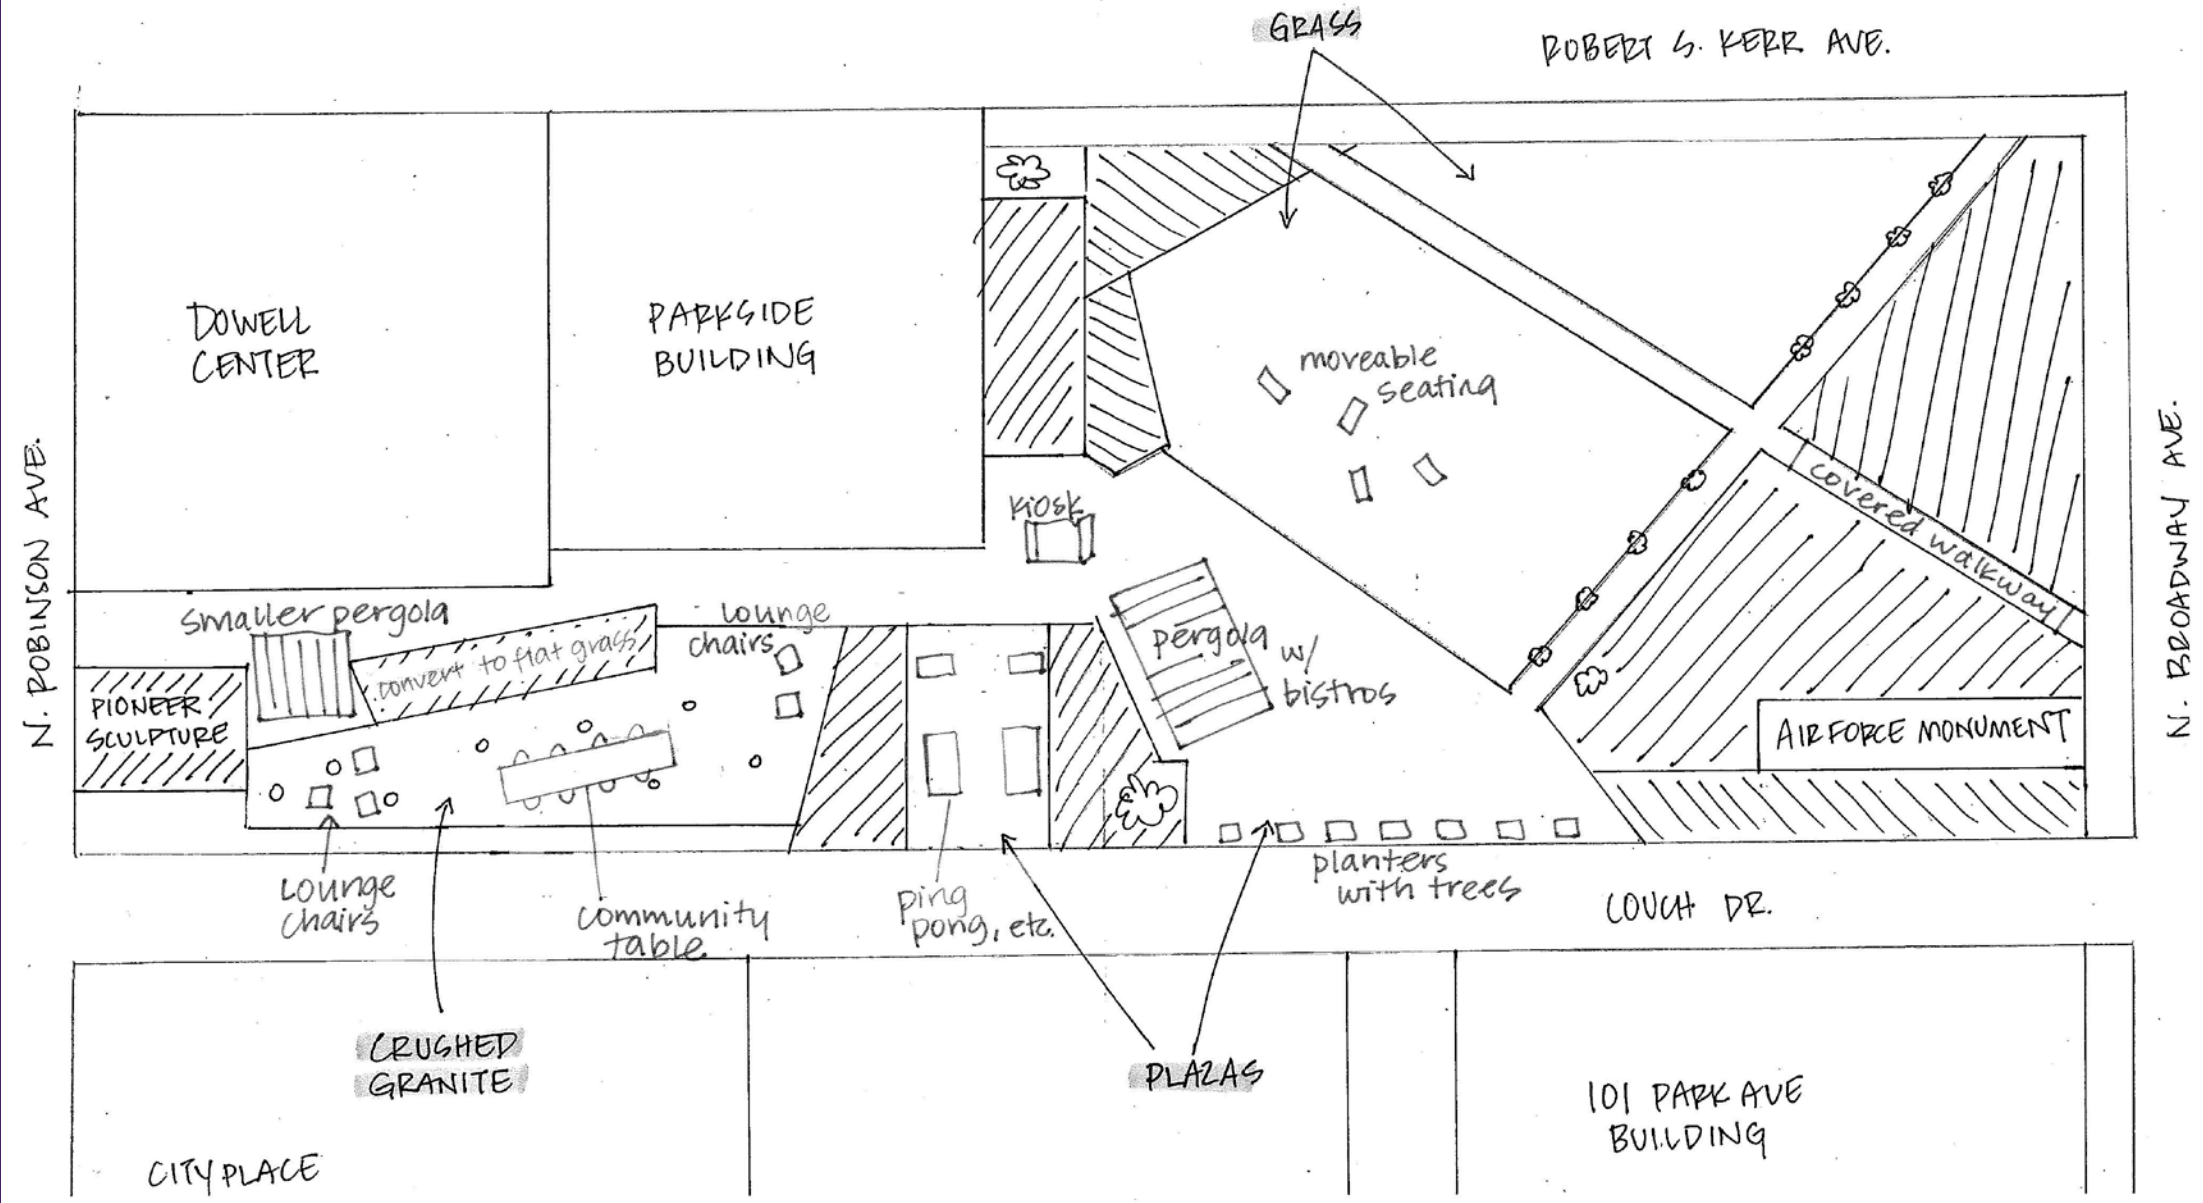 GRASS
ROBERT S. KERR AVE.
DOWELL
CENTER
PARKSIDE
BUILDING
moveable
seating
N. ROBINSON AVE.
N. BROADWAY AVE.
covered walkway
kiosk
smaller pergola
convert to flat grass
lounge
chairs
pergola
w/
bistros
PIONEER
SCULPTURE
AIRFORCE MONUMENT
lounge
chairs
community
table
ping
pong, etc.
planters
with trees
COUCH DR.
CRUSHED
GRANITE
PLAZAS
101 PARK AVE
BUILDING
CITY PLACE